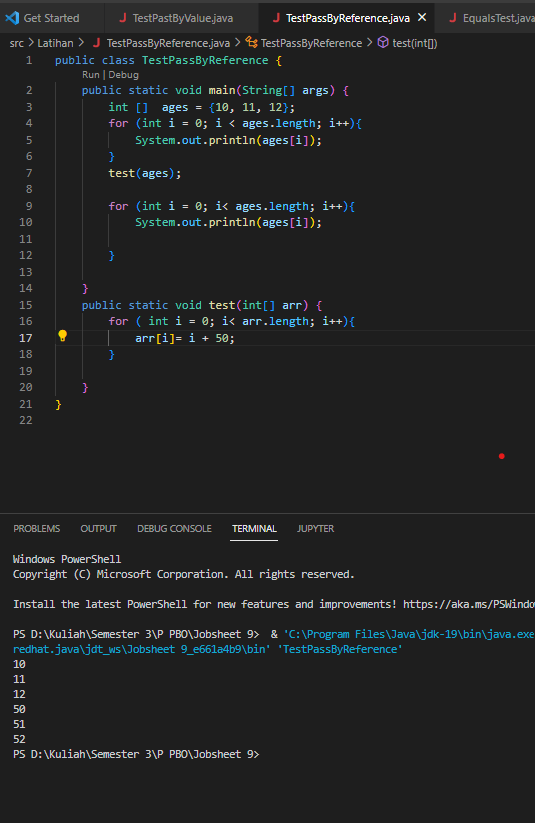 Get Started J TestPastByValue.java J TestPassByReference.java × J EqualsTest.java
src > Latihan > J TestPassByReference.java > TestPassByReference > test(int[])
1 public class TestPassByReference {
Run | Debug
2 public static void main(String[] args) {
3 int [] ages = {10, 11, 12};
4 for (int i = 0; i < ages.length; i++){
5 System.out.println(ages[i]);
6 }
7 test(ages);
8
9 for (int i = 0; i< ages.length; i++){
10 System.out.println(ages[i]);
11
12 }
13
14 }
15 public static void test(int[] arr) {
16 for ( int i = 0; i< arr.length; i++){
17 arr[i]= i + 50;
18 }
19
20 }
21 }
22
PROBLEMS OUTPUT DEBUG CONSOLE TERMINAL JUPYTER
Windows PowerShell
Copyright (C) Microsoft Corporation. All rights reserved.
Install the latest PowerShell for new features and improvements! https://aka.ms/PSWindo
PS D:\Kuliah\Semester 3\P PBO\Jobsheet 9> & 'C:\Program Files\Java\jdk-19\bin\java.exe
redhat.java\jdt_ws\Jobsheet 9_e661a4b9\bin' 'TestPassByReference'
10
11
12
50
51
52
PS D:\Kuliah\Semester 3\P PBO\Jobsheet 9>